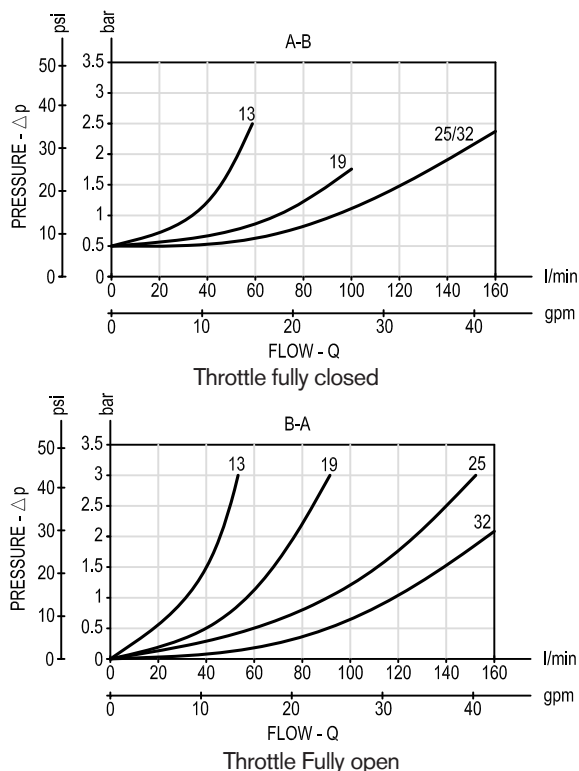 A-B
psi
bar
PRESSURE - △p
50
40
30
20
10
0
3.5
3
2.5
2
1.5
1
0.5
0
13
19
25/32
0 20 40 60 80 100 120 140 160
l/min
0 10 20 30 40
gpm
FLOW - Q
Throttle fully closed
B-A
psi
bar
PRESSURE - △p
50
40
30
20
10
0
3.5
3
2.5
2
1.5
1
0.5
0
13
19
25
32
0 20 40 60 80 100 120 140 160
l/min
0 10 20 30 40
gpm
FLOW - Q
Throttle Fully open